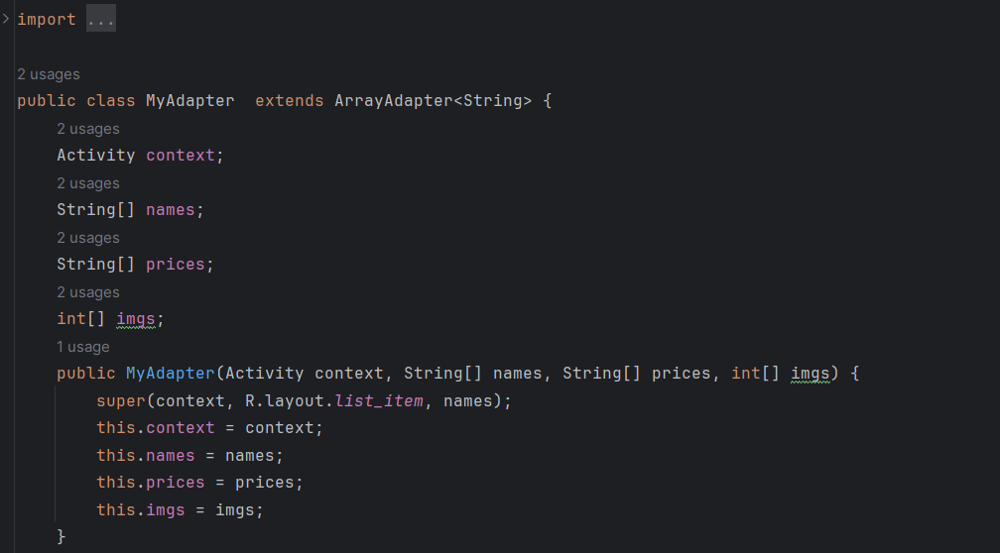 import ...
2 usages
public class MyAdapter  extends ArrayAdapter<String> {
2 usages
Activity context;
2 usages
String[] names;
2 usages
String[] prices;
2 usages
int[] imgs;
1 usage
public MyAdapter(Activity context, String[] names, String[] prices, int[] imgs) {
super(context, R.layout.list_item, names);
this.context = context;
this.names = names;
this.prices = prices;
this.imgs = imgs;
}